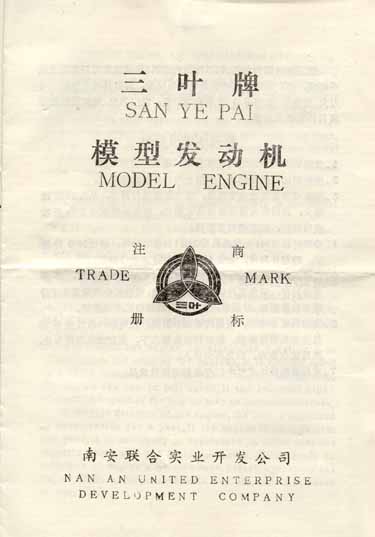 三叶牌
SAN YE PAI
模型发动机
MODEL ENGINE
注 商
TRADE MARK
三叶
册 标
南安联合实业开发公司
NAN AN UNITED ENTERPRISE
DEVELOPMENT COMPANY